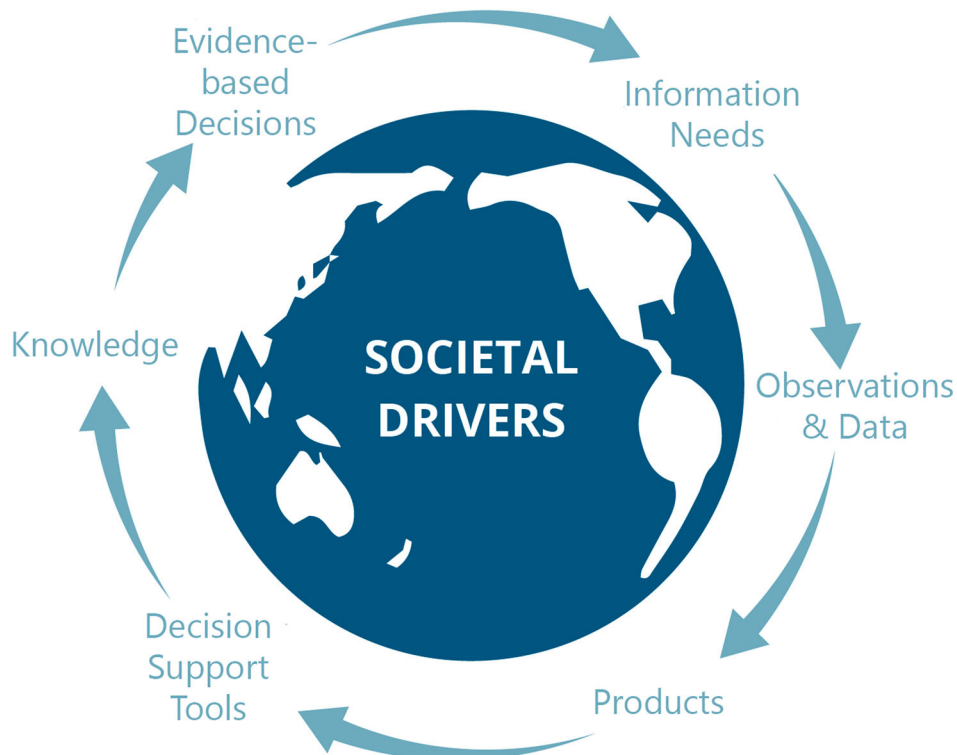 Evidence-
based
Decisions
Information
Needs
Observations
& Data
Products
Decision
Support
Tools
Knowledge
SOCIETAL
DRIVERS